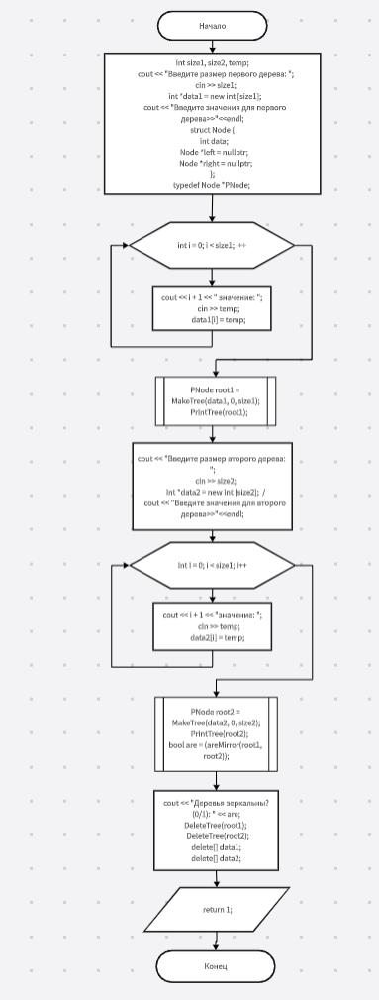 Начало
int size1, size2, temp;
cout << "Введите размер первого дерева: ";
cin >> size1;
int *data1 = new int [size1];
cout << "Введите значения для первого
дерева>>"<<endl;
struct Node {
int data;
Node *left = nullptr;
Node *right = nullptr;
};
typedef Node *PNode;
int i = 0; i < size1; i++
cout << i + 1 << " значение: ";
cin >> temp;
data1[i] = temp;
PNode root1 =
MakeTree(data1, 0, size1);
PrintTree(root1);
cout << "Введите размер второго дерева:
";
cin >> size2;
int *data2 = new int [size2]; /
cout << "Введите значения для второго
дерева>>"<<endl;
int i = 0; i < size1; i++
cout << i + 1 << "значение: ";
cin >> temp;
data2[i] = temp;
PNode root2 =
MakeTree(data2, 0, size2);
PrintTree(root2);
bool are = (areMirror(root1,
root2));
cout << "Деревья зеркальны?
(0/1): " << are;
DeleteTree(root1);
DeleteTree(root2);
delete[] data1;
delete[] data2;
return 1;
Конец